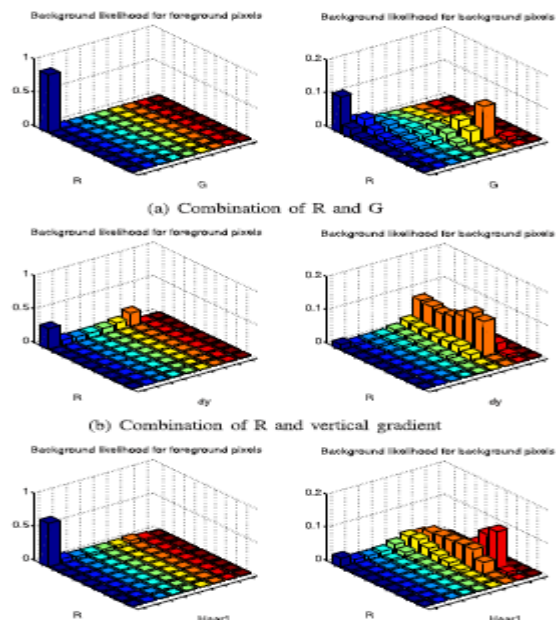 Background likelihood for foreground pixels
Background likelihood for background pixels
1
0.5
0
R
G
0.2
0.1
0
R
G
(a) Combination of R and G
Background likelihood for foreground pixels
Background likelihood for background pixels
1
0.5
0
R
dy
0.2
0.1
0
R
dy
(b) Combination of R and vertical gradient
Background likelihood for foreground pixels
Background likelihood for background pixels
1
0.5
0
R
0.2
0.1
0
R